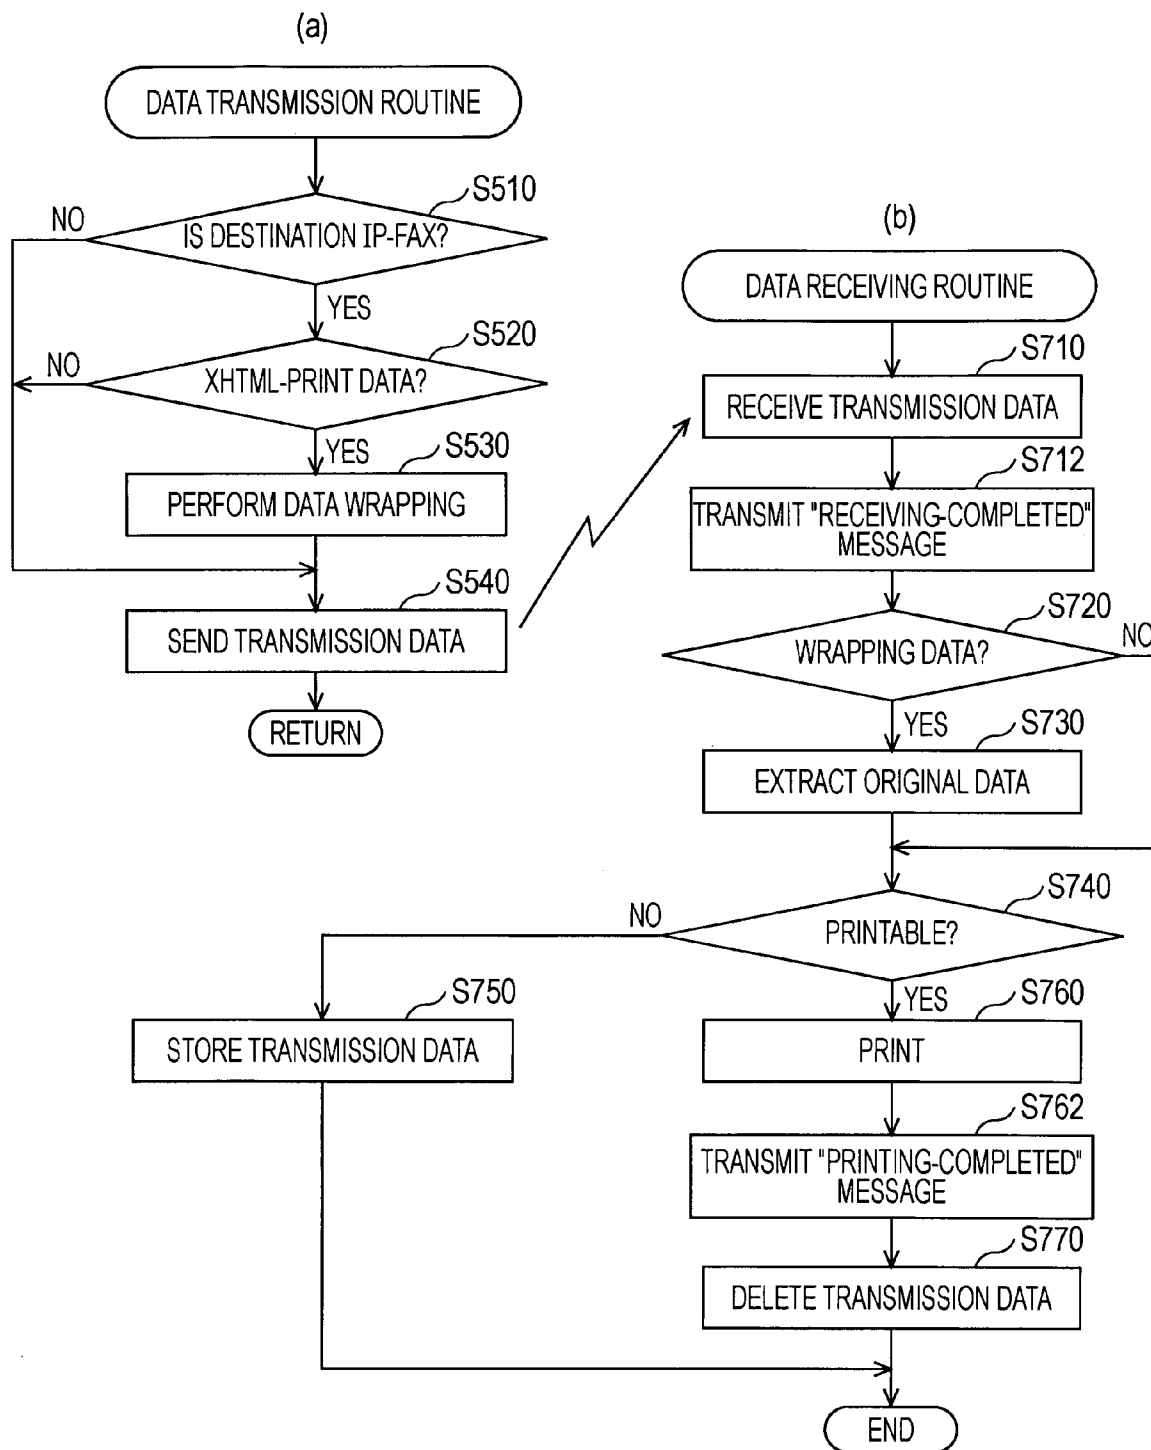 (a)
DATA TRANSMISSION ROUTINE
S510
NO
IS DESTINATION IP-FAX?
YES
S520
NO
XHTML-PRINT DATA?
YES
S530
PERFORM DATA WRAPPING
S540
SEND TRANSMISSION DATA
RETURN
(b)
DATA RECEIVING ROUTINE
S710
RECEIVE TRANSMISSION DATA
S712
TRANSMIT "RECEIVING-COMPLETED"
MESSAGE
S720
NO
WRAPPING DATA?
YES
S730
EXTRACT ORIGINAL DATA
S740
NO
PRINTABLE?
YES
S750
STORE TRANSMISSION DATA
S760
PRINT
S762
TRANSMIT "PRINTING-COMPLETED"
MESSAGE
S770
DELETE TRANSMISSION DATA
END